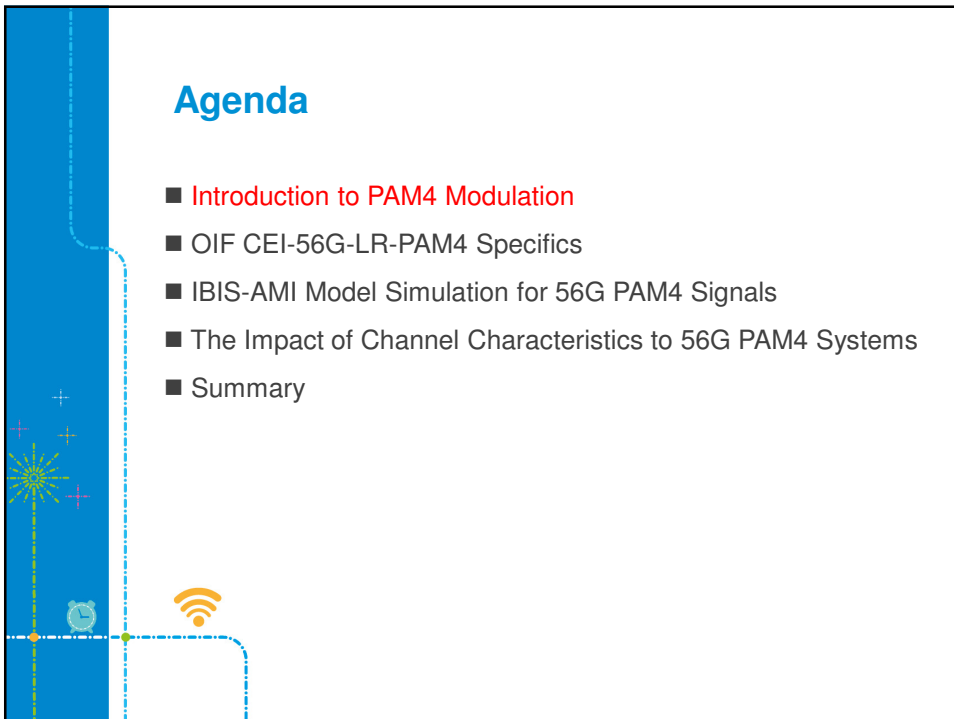 Agenda
■ Introduction to PAM4 Modulation
■ OIF CEI-56G-LR-PAM4 Specifics
■ IBIS-AMI Model Simulation for 56G PAM4 Signals
■ The Impact of Channel Characteristics to 56G PAM4 Systems
■ Summary